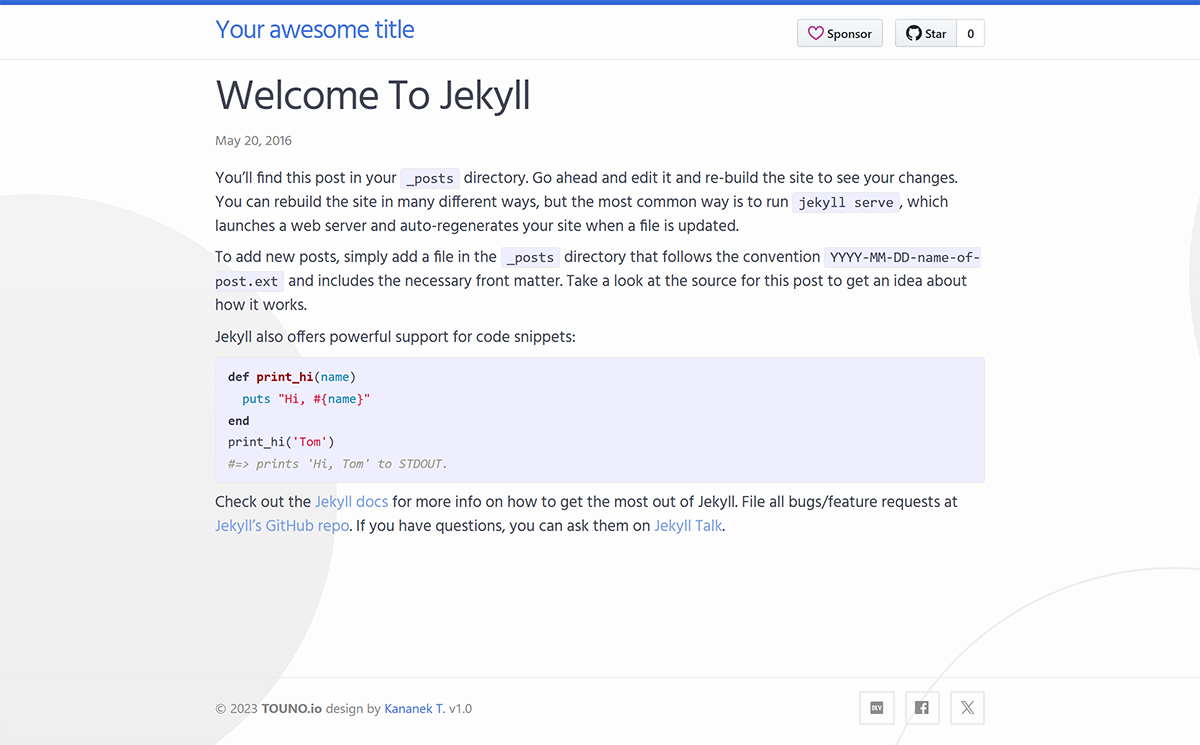 Your awesome title
Sponsor
Star
0
Welcome To Jekyll
May 20, 2016
You’ll find this post in your _posts directory. Go ahead and edit it and re-build the site to see your changes.
You can rebuild the site in many different ways, but the most common way is to run jekyll serve, which
launches a web server and auto-regenerates your site when a file is updated.
To add new posts, simply add a file in the _posts directory that follows the convention YYYY-MM-DD-name-of-
post.ext and includes the necessary front matter. Take a look at the source for this post to get an idea about
how it works.
Jekyll also offers powerful support for code snippets:
def print_hi(name)
  puts "Hi, #{name}"
end
print_hi('Tom')
#=> prints 'Hi, Tom' to STDOUT.
Check out the Jekyll docs for more info on how to get the most out of Jekyll. File all bugs/feature requests at
Jekyll’s GitHub repo. If you have questions, you can ask them on Jekyll Talk.
© 2023 TOUNO.io design by Kananek T. v1.0
DEV